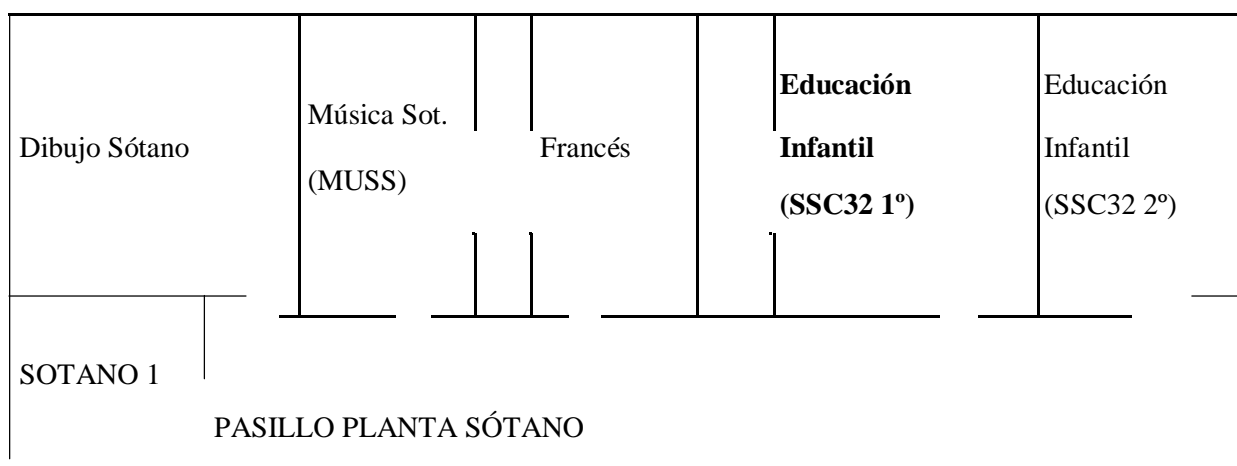 Dibujo Sótano
Música Sot.
(MUSS)
Francés
Educación
Infantil
(SSC32 1º)
Educación
Infantil
(SSC32 2º)
SOTANO 1
PASILLO PLANTA SÓTANO